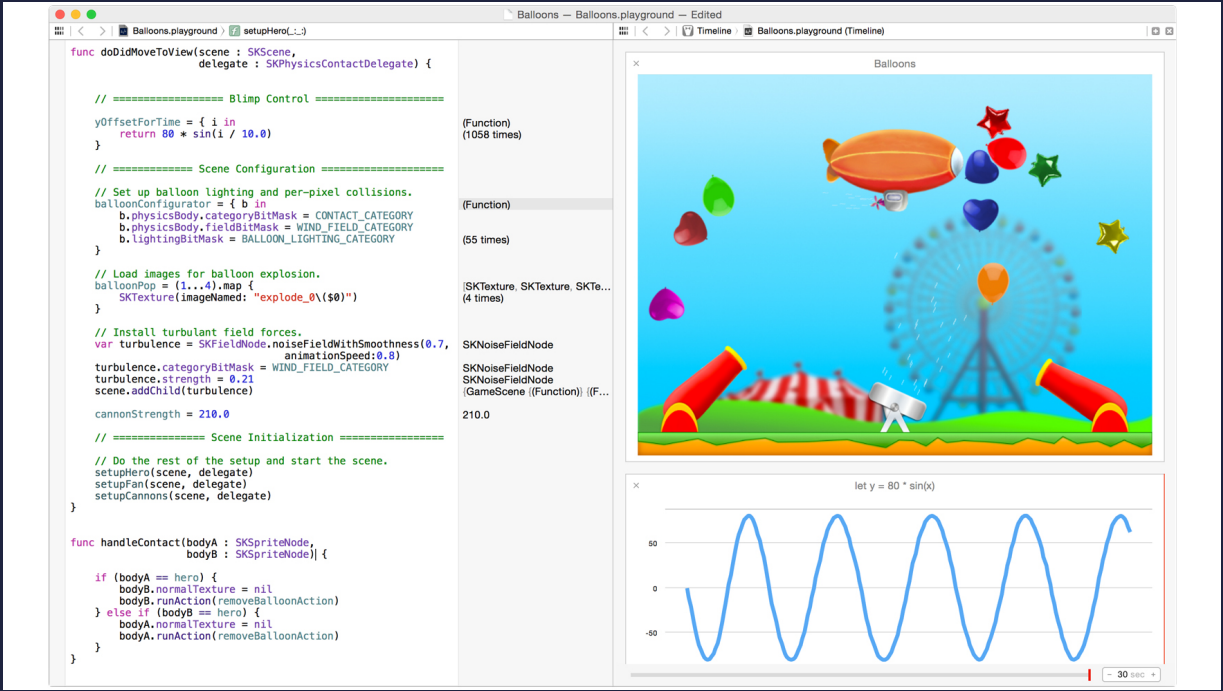 Balloons — Balloons.playground — Edited
Balloons.playground
setupHero(_:_:)
func doDidMoveToView(scene : SKScene,
delegate : SKPhysicsContactDelegate) {
// ================== Blimp Control =====================
yOffsetForTime = { i in
return 80 * sin(i / 10.0)
}
// ============= Scene Configuration ====================
// Set up balloon lighting and per-pixel collisions.
balloonConfigurator = { b in
b.physicsBody.categoryBitMask = CONTACT_CATEGORY
b.physicsBody.fieldBitMask = WIND_FIELD_CATEGORY
b.lightingBitMask = BALLOON_LIGHTING_CATEGORY
}
// Load images for balloon explosion.
balloonPop = (1...4).map {
SKTexture(imageNamed: "explode_0\($0)")
}
// Install turbulant field forces.
var turbulence = SKFieldNode.noiseFieldWithSmoothness(0.7,
animationSpeed:0.8)
turbulence.categoryBitMask = WIND_FIELD_CATEGORY
turbulence.strength = 0.21
scene.addChild(turbulence)
cannonStrength = 210.0
// =============== Scene Initialization =================
// Do the rest of the setup and start the scene.
setupHero(scene, delegate)
setupFan(scene, delegate)
setupCannons(scene, delegate)
}
func handleContact(bodyA : SKSpriteNode,
bodyB : SKSpriteNode) {
if (bodyA == hero) {
bodyB.normalTexture = nil
bodyB.runAction(removeBalloonAction)
} else if (bodyB == hero) {
bodyA.normalTexture = nil
bodyA.runAction(removeBalloonAction)
}
}
(Function)
(1058 times)
(Function)
(55 times)
[SKTexture, SKTexture, SKTe...
(4 times)
SKNoiseFieldNode
SKNoiseFieldNode
SKNoiseFieldNode
{GameScene {(Function)} {(F...
210.0
Timeline
Balloons.playground (Timeline)
Balloons
let y = 80 * sin(x)
50
0
-50
− 30 sec +